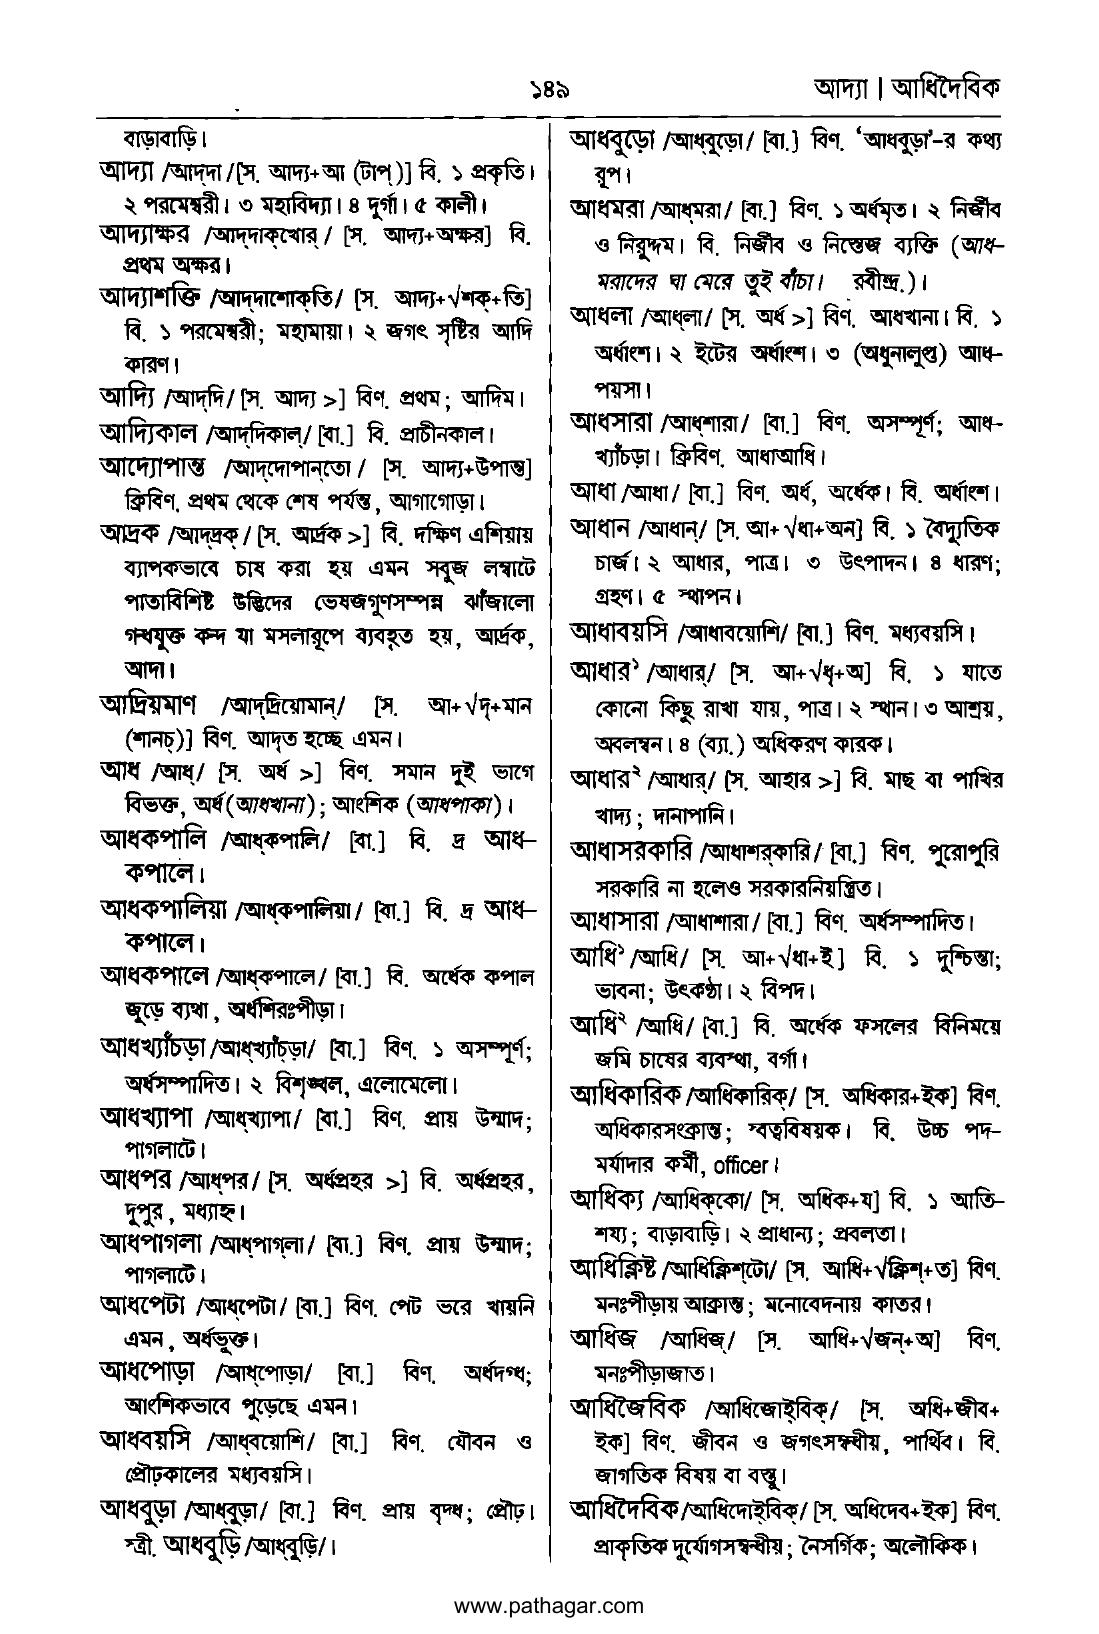 ১৪৯
আদ্যা | আধিদৈবিক
বাড়াবাড়ি।
আদ্যা /আদ্‌দা/ [স. আদ্য+আ (টাপ্)] বি. ১ প্রকৃতি।
২ পরমেশ্বরী। ৩ মহাবিদ্যা। ৪ দুর্গা। ৫ কালী।
আদ্যাক্ষর /আদ্‌দাক্‌খোর্/ [স. আদ্য+অক্ষর] বি.
প্রথম অক্ষর।
আদ্যাশক্তি /আদ্‌দাশোক্‌তি/ [স. আদ্য+√শক্+তি]
বি. ১ পরমেশ্বরী; মহামায়া। ২ জগৎ সৃষ্টির আদি
কারণ।
আদ্যি /আদ্‌দি/ [স. আদ্য >] বিণ. প্রথম; আদিম।
আদ্যিকাল /আদ্‌দিকাল্/ [বা.] বি. প্রাচীনকাল।
আদ্যোপান্ত /আদ্‌দোপান্‌তো/ [স. আদ্য+উপান্ত]
ক্রিবিণ. প্রথম থেকে শেষ পর্যন্ত, আগাগোড়া।
আদ্রক /আদ্‌দ্রক্/ [স. আর্দ্রক >] বি. দক্ষিণ এশিয়ায়
ব্যাপকভাবে চাষ করা হয় এমন সবুজ লম্বাটে
পাতাবিশিষ্ট উদ্ভিদের ভেষজগুণসম্পন্ন ঝাঁজালো
গন্ধযুক্ত কন্দ যা মসলারূপে ব্যবহৃত হয়, আর্দ্রক,
আদা।
আদ্রিয়মাণ /আদ্‌দ্রিয়োমান্/ [স. আ+√দৃ+মান
(শানচ্)] বিণ. আদৃত হচ্ছে এমন।
আধ /আধ্/ [স. অর্ধ >] বিণ. সমান দুই ভাগে
বিভক্ত, অর্ধ (আধখানা); আংশিক (আধপাকা)।
আধকপালি /আধ্‌কপালি/ [বা.] বি. দ্র আধ-
কপালে।
আধকপালিয়া /আধ্‌কপালিয়া/ [বা.] বি. দ্র আধ-
কপালে।
আধকপালে /আধ্‌কপালে/ [বা.] বি. অর্ধেক কপাল
জুড়ে ব্যথা, অর্ধশিরঃপীড়া।
আধখ্যাঁচড়া /আধ্‌খ্যাঁচ্‌ড়া/ [বা.] বিণ. ১ অসম্পূর্ণ;
অর্ধসম্পাদিত। ২ বিশৃঙ্খল, এলোমেলো।
আধখ্যাপা /আধ্‌খ্যাপা/ [বা.] বিণ. প্রায় উন্মাদ;
পাগলাটে।
আধপর /আধ্‌পর/ [স. অর্ধপ্রহর >] বি. অর্ধপ্রহর,
দুপুর, মধ্যাহ্ন।
আধপাগলা /আধ্‌পাগ্‌লা/ [বা.] বিণ. প্রায় উন্মাদ;
পাগলাটে।
আধপেটা /আধ্‌পেটা/ [বা.] বিণ. পেট ভরে খায়নি
এমন, অর্ধভুক্ত।
আধপোড়া /আধ্‌পোড়া/ [বা.] বিণ. অর্ধদগ্ধ;
আংশিকভাবে পুড়েছে এমন।
আধবয়সি /আধ্‌বয়োশি/ [বা.] বিণ. যৌবন ও
প্রৌঢ়কালের মধ্যবয়সি।
আধবুড়া /আধ্‌বুড়া/ [বা.] বিণ. প্রায় বৃদ্ধ; প্রৌঢ়।
স্ত্রী. আধবুড়ি /আধ্‌বুড়ি/।
আধবুড়ো /আধ্‌বুড়ো/ [বা.] বিণ. ‘আধবুড়া’-র কথ্য
রূপ।
আধমরা /আধ্‌মরা/ [বা.] বিণ. ১ অর্ধমৃত। ২ নির্জীব
ও নিরুদ্দম। বি. নির্জীব ও নিস্তেজ ব্যক্তি (আধ-
মরাদের ঘা মেরে তুই বাঁচা। রবীন্দ্র.)।
আধলা /আধ্‌লা/ [স. অর্ধ >] বিণ. আধখানা। বি. ১
অর্ধাংশ। ২ ইটের অর্ধাংশ। ৩ (অধুনালুপ্ত) আধ-
পয়সা।
আধসারা /আধ্‌শারা/ [বা.] বিণ. অসম্পূর্ণ; আধ-
খ্যাঁচড়া। ক্রিবিণ. আধাআধি।
আধা /আধা/ [বা.] বিণ. অর্ধ, অর্ধেক। বি. অর্ধাংশ।
আধান /আধান্/ [স. আ+√ধা+অন] বি. ১ বৈদ্যুতিক
চার্জ। ২ আধার, পাত্র। ৩ উৎপাদন। ৪ ধারণ;
গ্রহণ। ৫ স্থাপন।
আধাবয়সি /আধাবয়োশি/ [বা.] বিণ. মধ্যবয়সি।
আধার¹ /আধার্/ [স. আ+√ধৃ+অ] বি. ১ যাতে
কোনো কিছু রাখা যায়, পাত্র। ২ স্থান। ৩ আশ্রয়,
অবলম্বন। ৪ (ব্যা.) অধিকরণ কারক।
আধার² /আধার্/ [স. আহার >] বি. মাছ বা পাখির
খাদ্য; দানাপানি।
আধাসরকারি /আধাশর্‌কারি/ [বা.] বিণ. পুরোপুরি
সরকারি না হলেও সরকারনিয়ন্ত্রিত।
আধাসারা /আধাশারা/ [বা.] বিণ. অর্ধসম্পাদিত।
আধি¹ /আধি/ [স. আ+√ধা+ই] বি. ১ দুশ্চিন্তা;
ভাবনা; উৎকণ্ঠা। ২ বিপদ।
আধি² /আধি/ [বা.] বি. অর্ধেক ফসলের বিনিময়ে
জমি চাষের ব্যবস্থা, বর্গা।
আধিকারিক /আধিকারিক্/ [স. অধিকার+ইক] বিণ.
অধিকারসংক্রান্ত; স্বত্ববিষয়ক। বি. উচ্চ পদ-
মর্যাদার কর্মী, officer।
আধিক্য /আধিক্‌কো/ [স. অধিক+য] বি. ১ আতি-
শয্য; বাড়াবাড়ি। ২ প্রাধান্য; প্রবলতা।
আধিক্লিষ্ট /আধিক্লিশ্‌টো/ [স. আধি+√ক্লিশ্+ত] বিণ.
মনঃপীড়ায় আক্রান্ত; মনোবেদনায় কাতর।
আধিজ /আধিজ্/ [স. আধি+√জন্+অ] বিণ.
মনঃপীড়াজাত।
আধিজৈবিক /আধিজোই্‌বিক্/ [স. অধি+জীব+
ইক] বিণ. জীবন ও জগৎসম্বন্ধীয়, পার্থিব। বি.
জাগতিক বিষয় বা বস্তু।
আধিদৈবিক /আধিদোই্‌বিক্/ [স. অধিদেব+ইক] বিণ.
প্রাকৃতিক দুর্যোগসম্বন্ধীয়; নৈসর্গিক; অলৌকিক।
www.pathagar.com